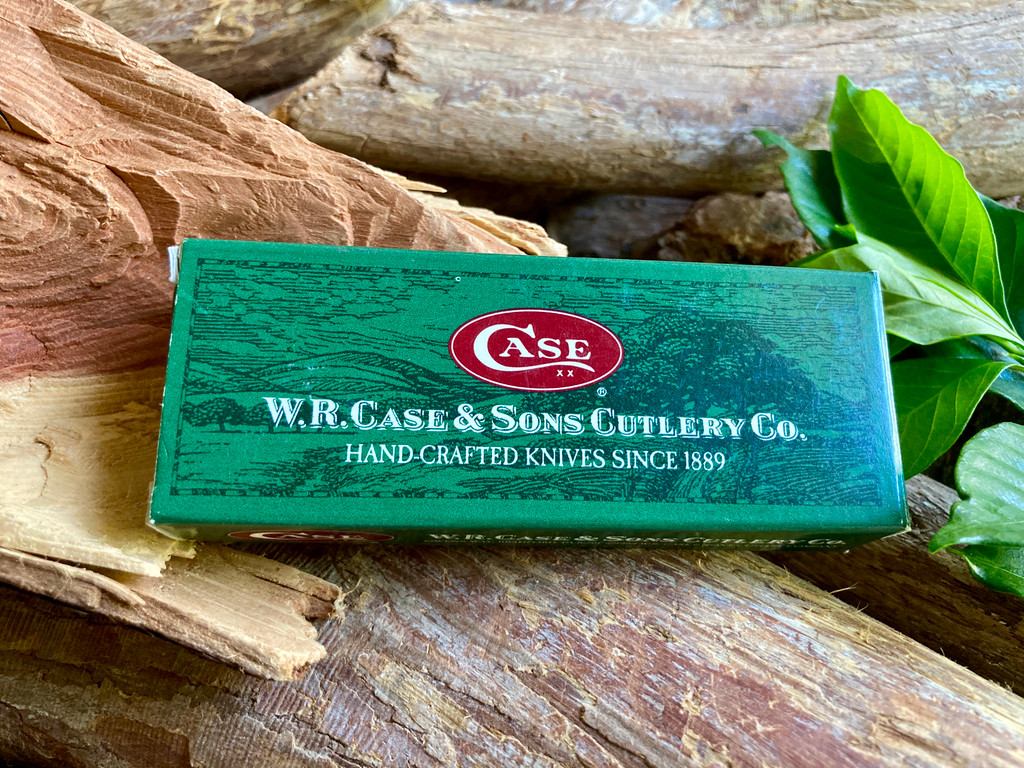 CASE
XX
®
W.R. CASE & SONS CUTLERY CO.
HAND-CRAFTED KNIVES SINCE 1889
CASE
W.R. CASE & SONS CUTLERY CO.